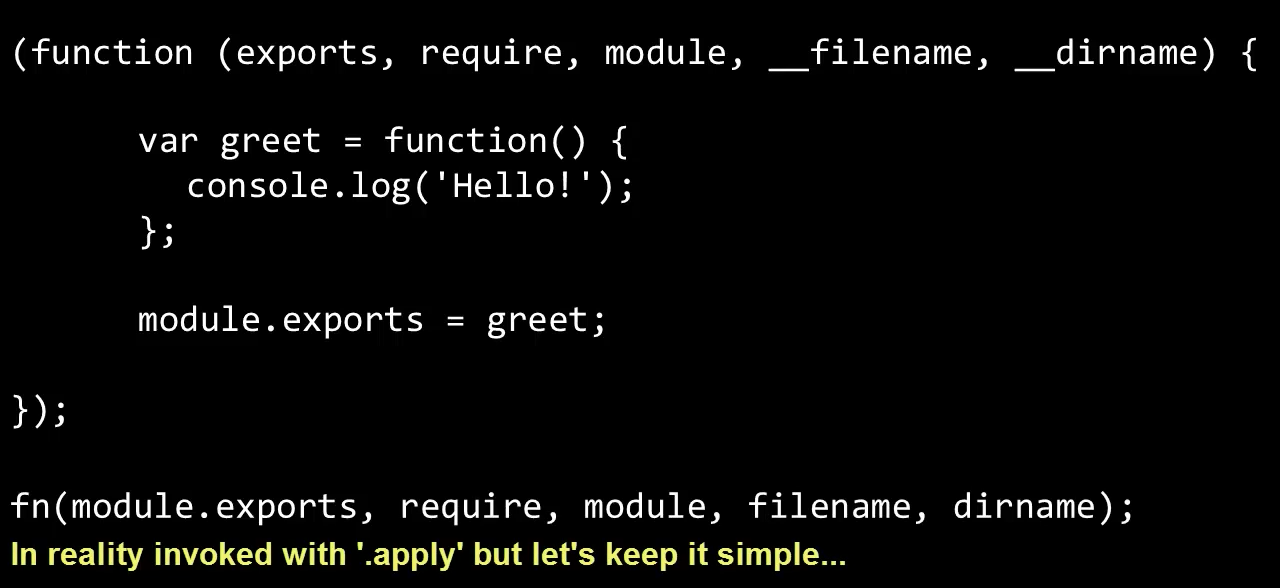 (function (exports, require, module, __filename, __dirname) {
var greet = function() {
console.log('Hello!');
};
module.exports = greet;
});
fn(module.exports, require, module, filename, dirname);
In reality invoked with '.apply' but let's keep it simple...